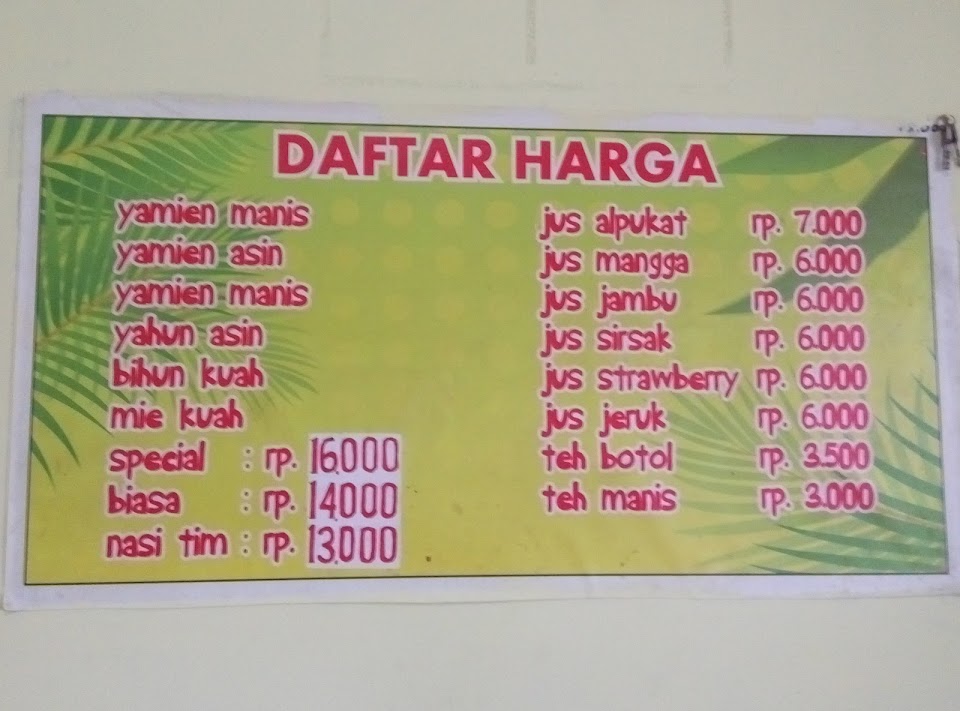 DAFTAR HARGA
yamien manis
yamien asin
yamien manis
yahun asin
bihun kuah
mie kuah
special : rp. 16.000
biasa : rp. 14.000
nasi tim : rp. 13.000
jus alpukat rp. 7.000
jus mangga rp. 6.000
jus jambu rp. 6.000
jus sirsak rp. 6.000
jus strawberry rp. 6.000
jus jeruk rp. 6.000
teh botol rp. 3.500
teh manis rp. 3.000